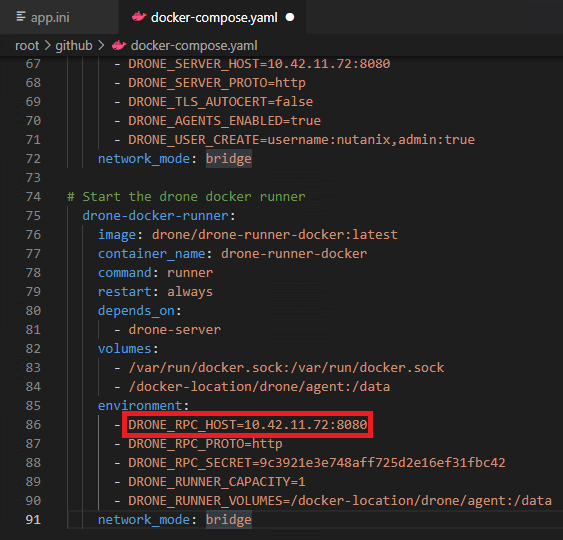 app.ini
docker-compose.yaml
root > github > docker-compose.yaml
67 - DRONE_SERVER_HOST=10.42.11.72:8080
68 - DRONE_SERVER_PROTO=http
69 - DRONE_TLS_AUTOCERT=false
70 - DRONE_AGENTS_ENABLED=true
71 - DRONE_USER_CREATE=username:nutanix,admin:true
72 network_mode: bridge
73
74 # Start the drone docker runner
75 drone-docker-runner:
76 image: drone/drone-runner-docker:latest
77 container_name: drone-runner-docker
78 command: runner
79 restart: always
80 depends_on:
81 - drone-server
82 volumes:
83 - /var/run/docker.sock:/var/run/docker.sock
84 - /docker-location/drone/agent:/data
85 environment:
86 - DRONE_RPC_HOST=10.42.11.72:8080
87 - DRONE_RPC_PROTO=http
88 - DRONE_RPC_SECRET=9c3921e3e748aff725d2e16ef31fbc42
89 - DRONE_RUNNER_CAPACITY=1
90 - DRONE_RUNNER_VOLUMES=/docker-location/drone/agent:/data
91 network_mode: bridge